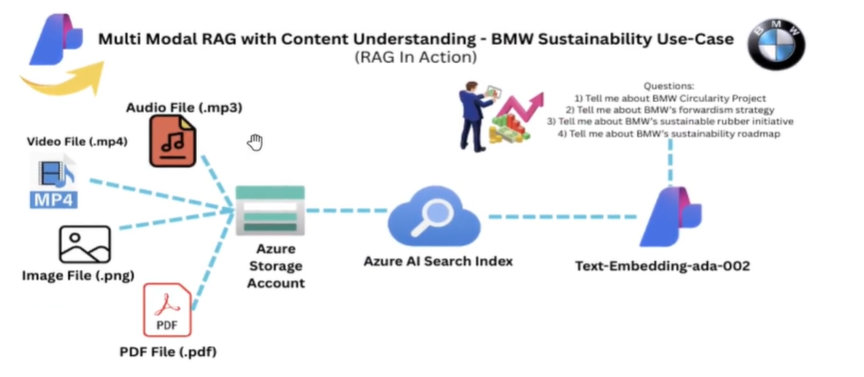 Multi Modal RAG with Content Understanding - BMW Sustainability Use-Case
(RAG In Action)
BMW
Questions:
1) Tell me about BMW Circularity Project
2) Tell me about BMW's forwardism strategy
3) Tell me about BMW's sustainable rubber initiative
4) Tell me about BMW's sustainability roadmap
Audio File (.mp3)
Video File (.mp4)
MP4
Image File (.png)
PDF
PDF File (.pdf)
Azure
Storage
Account
Azure AI Search Index
Text-Embedding-ada-002